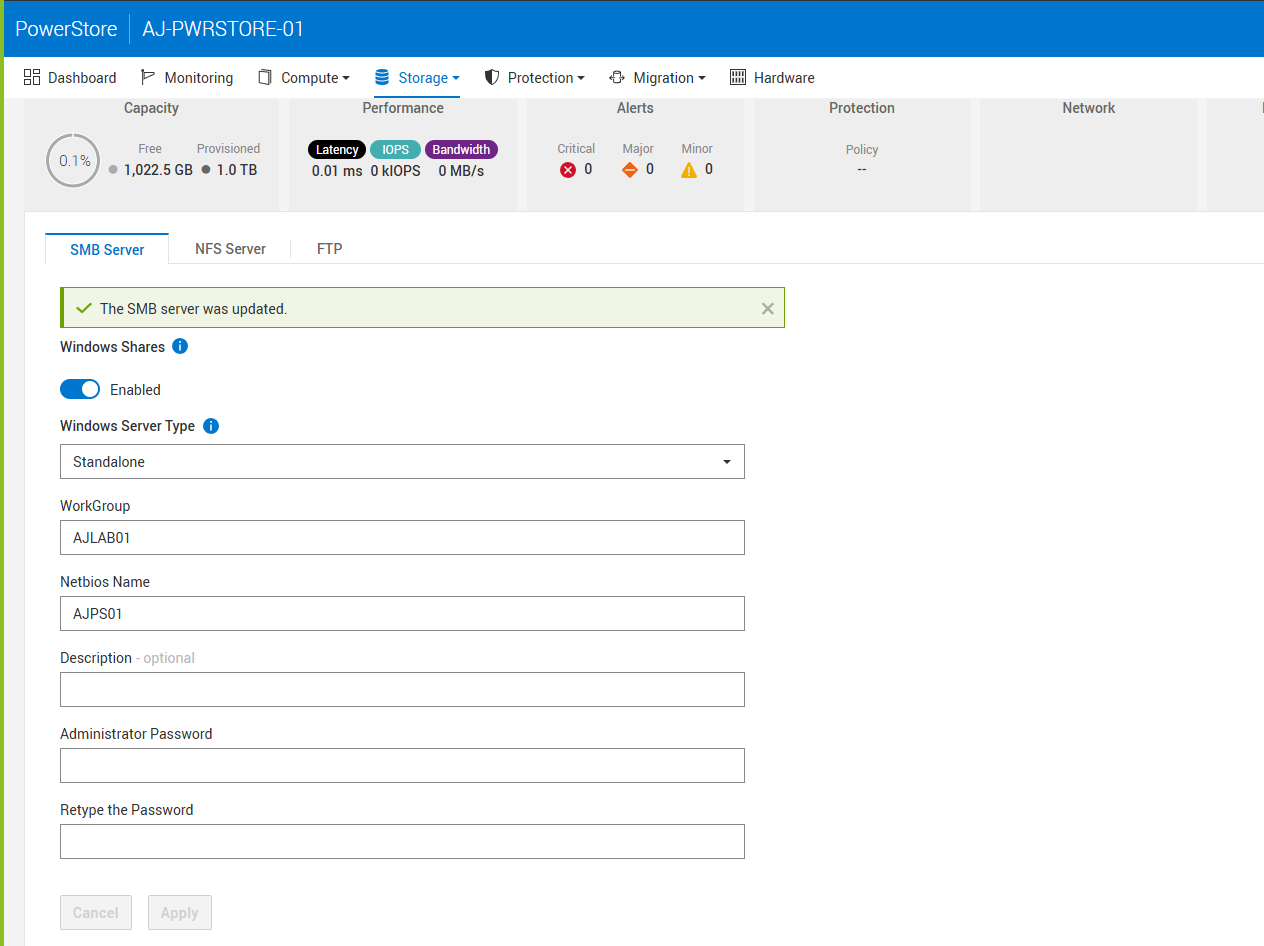 PowerStore AJ-PWRSTORE-01
Dashboard Monitoring Compute Storage Protection Migration Hardware
Capacity Performance Alerts Protection Network
Free Provisioned Latency IOPS Bandwidth Critical Major Minor Policy
0.1% 1,022.5 GB 1.0 TB 0.01 ms 0 kIOPS 0 MB/s 0 0 0 --
SMB Server NFS Server FTP
The SMB server was updated.
Windows Shares
Enabled
Windows Server Type
Standalone
WorkGroup
AJLAB01
Netbios Name
AJPS01
Description - optional
Administrator Password
Retype the Password
Cancel Apply